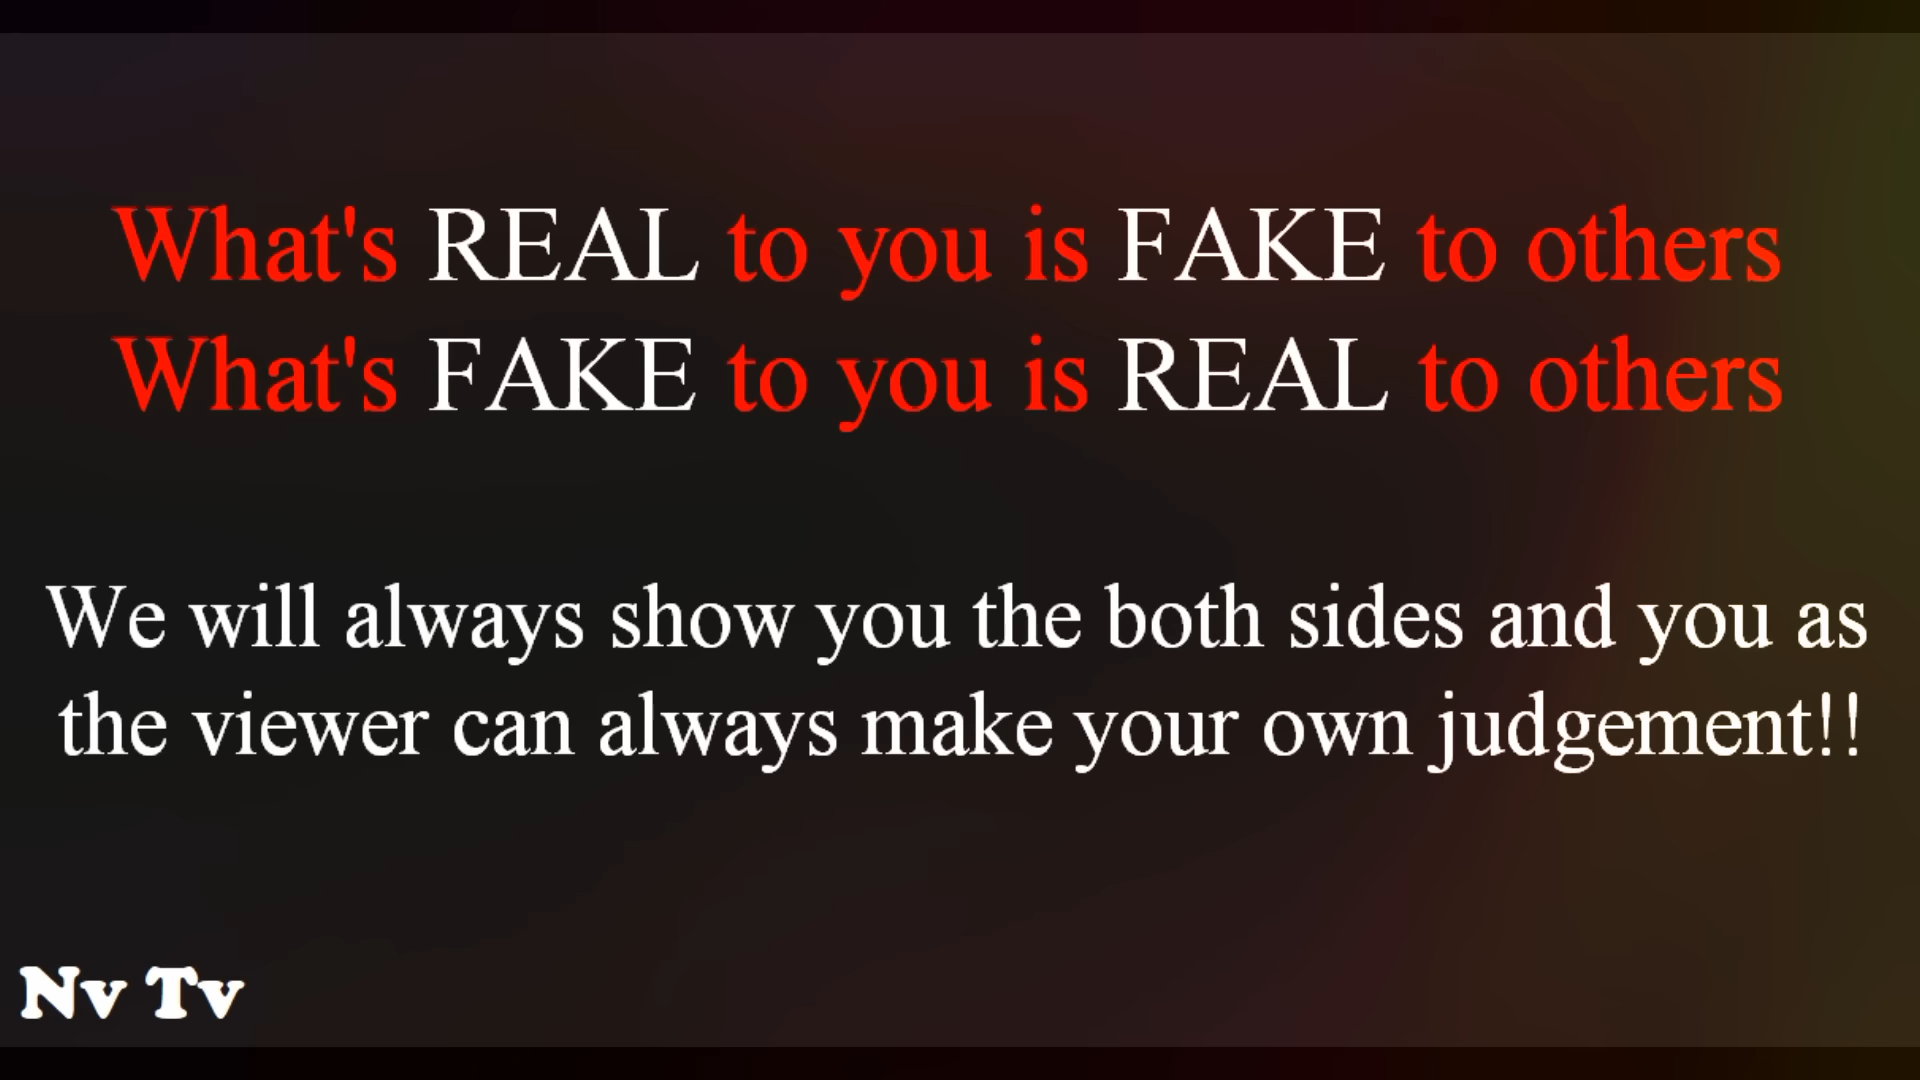 What's REAL to you is FAKE to others
What's FAKE to you is REAL to others
We will always show you the both sides and you as
the viewer can always make your own judgement!!
Nv Tv